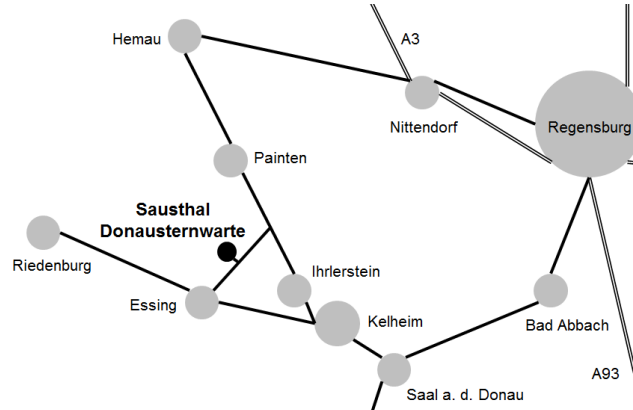 Hemau
A3
Nittendorf
Regensburg
Painten
Sausthal
Donausternwarte
Riedenburg
Ihrlerstein
Essing
Kelheim
Bad Abbach
Saal a. d. Donau
A93